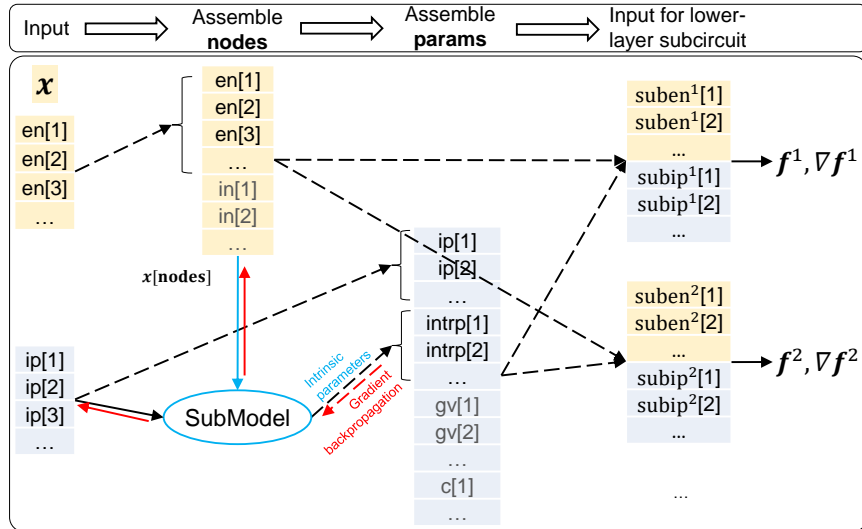 Input
Assemble
nodes
Assemble
params
Input for lower-
layer subcircuit
x
en[1]
en[2]
en[3]
…
en[1]
en[2]
en[3]
…
in[1]
in[2]
…
x[nodes]
ip[1]
ip[2]
ip[3]
…
SubModel
Intrinsic
parameters
Gradient
backpropagation
ip[1]
ip[2]
…
intrp[1]
intrp[2]
…
gv[1]
gv[2]
…
c[1]
…
suben¹[1]
suben¹[2]
...
subip¹[1]
subip¹[2]
...
f¹, ∇f¹
suben²[1]
suben²[2]
...
subip²[1]
subip²[2]
...
f², ∇f²
...